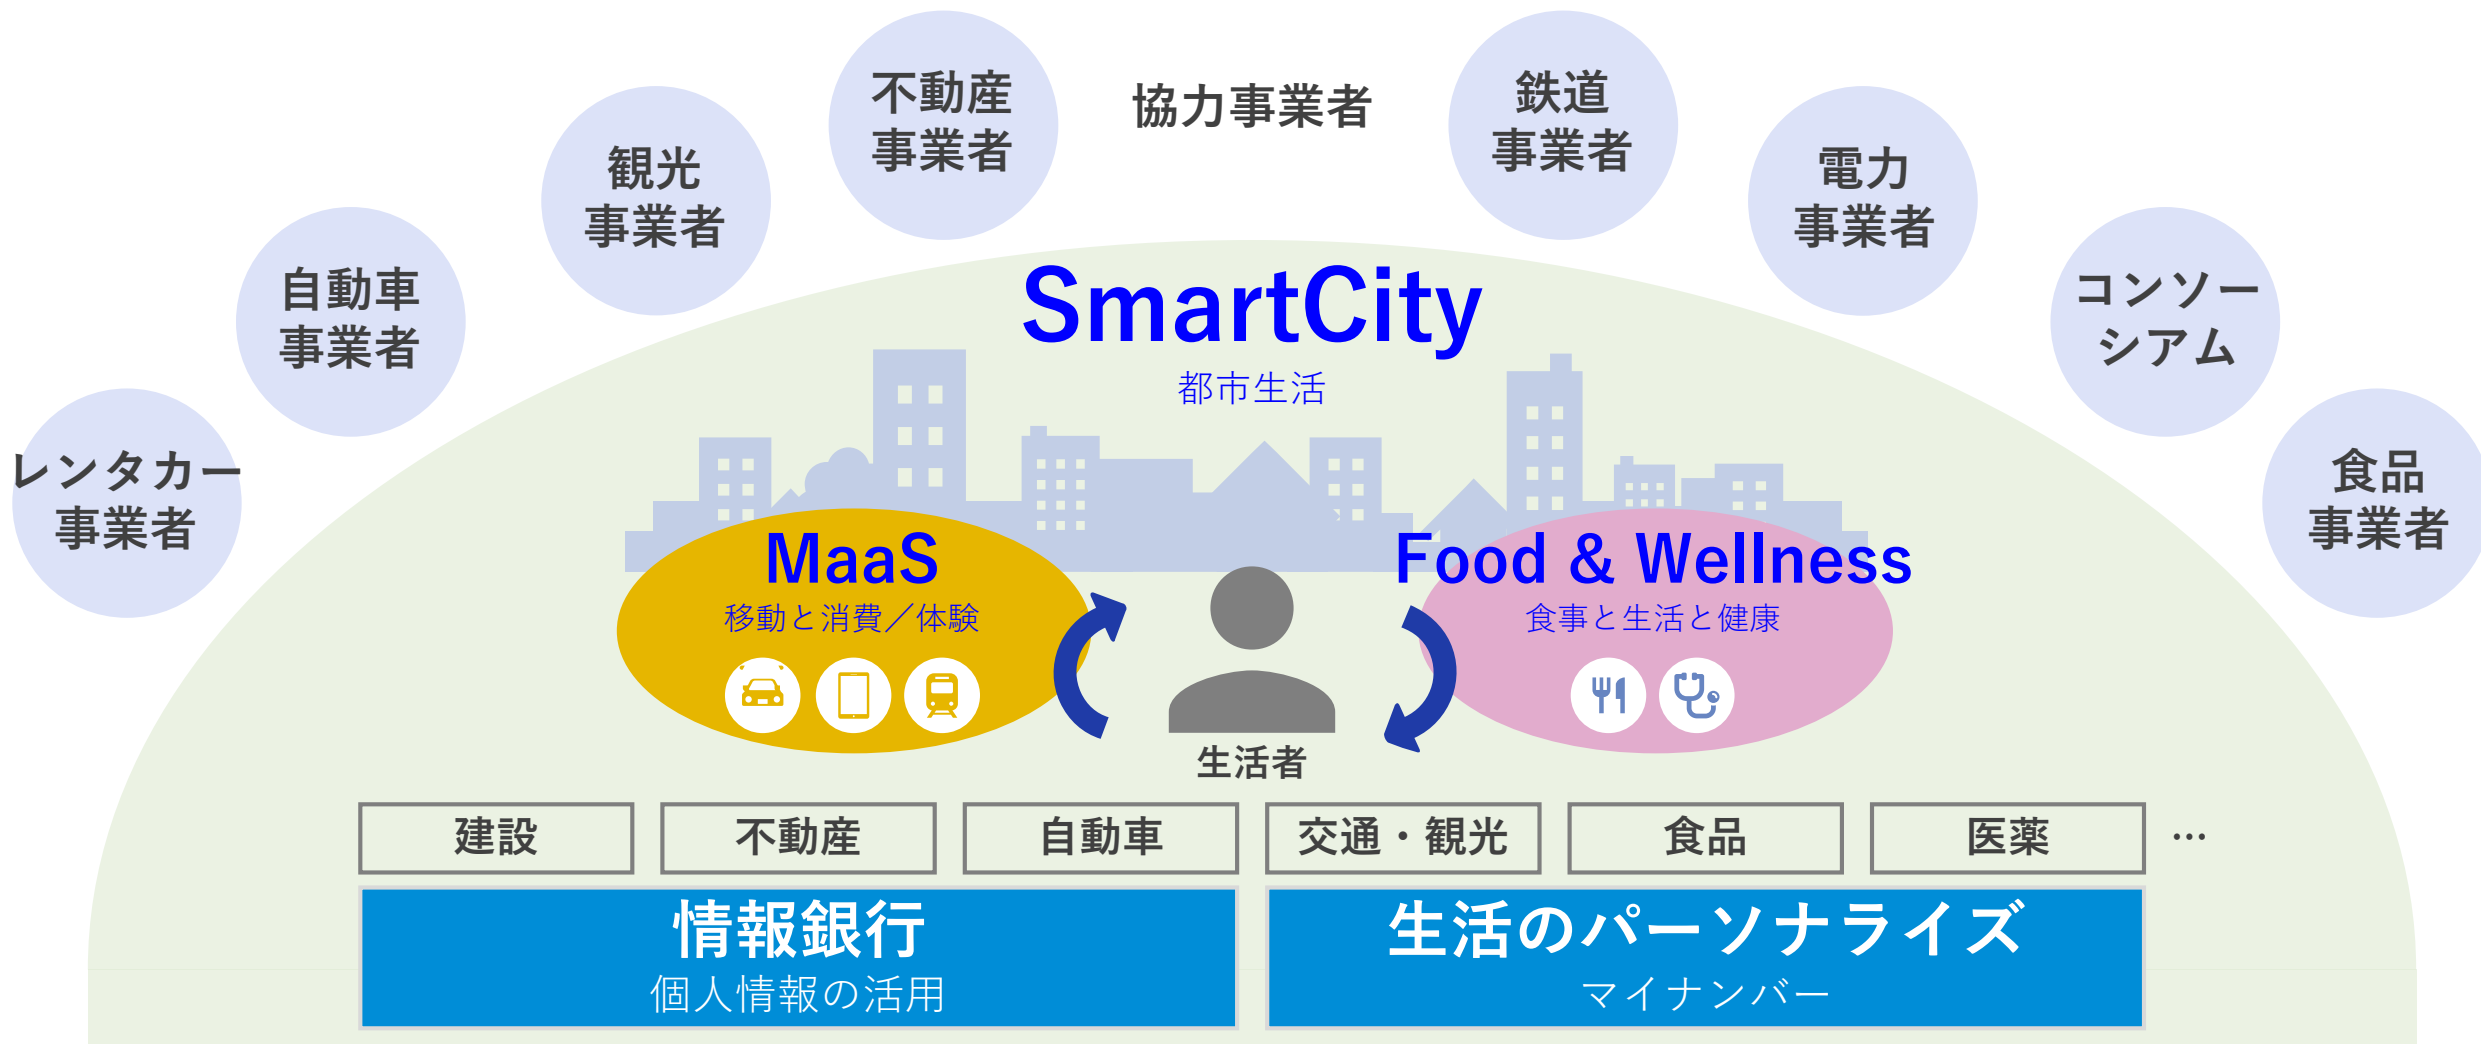 協力事業者
不動産
事業者
鉄道
事業者
観光
事業者
電力
事業者
自動車
事業者
コンソー
シアム
レンタカー
事業者
食品
事業者
SmartCity
都市生活
MaaS
移動と消費／体験
Food & Wellness
食事と生活と健康
生活者
建設
不動産
自動車
交通・観光
食品
医薬
…
情報銀行
個人情報の活用
生活のパーソナライズ
マイナンバー